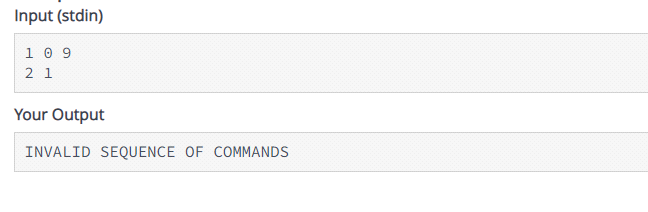 Input (stdin)
1 0 9
2 1
Your Output
INVALID SEQUENCE OF COMMANDS